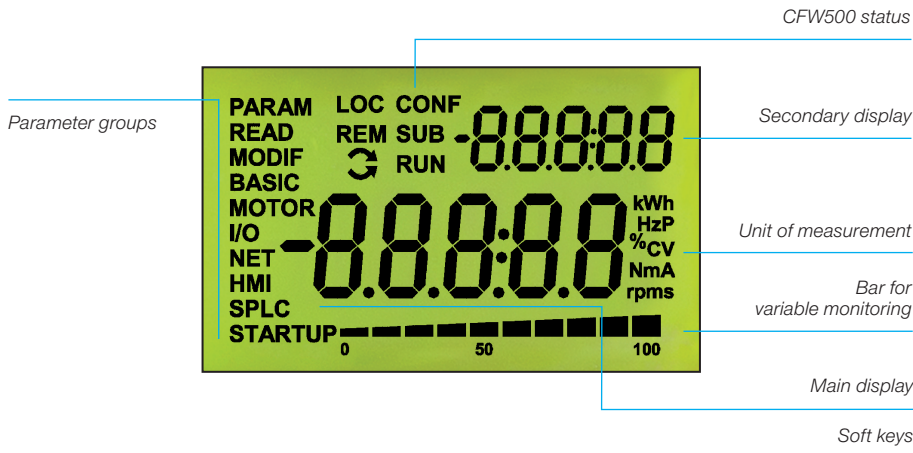 CFW500 status
Parameter groups
Secondary display
Unit of measurement
Bar for
variable monitoring
Main display
Soft keys
PARAM
READ
MODIF
BASIC
MOTOR
I/O
NET
HMI
SPLC
STARTUP
LOC CONF
REM SUB
RUN
-88888
-88888
kWh
HzP
%CV
NmA
rpms
0 50 100